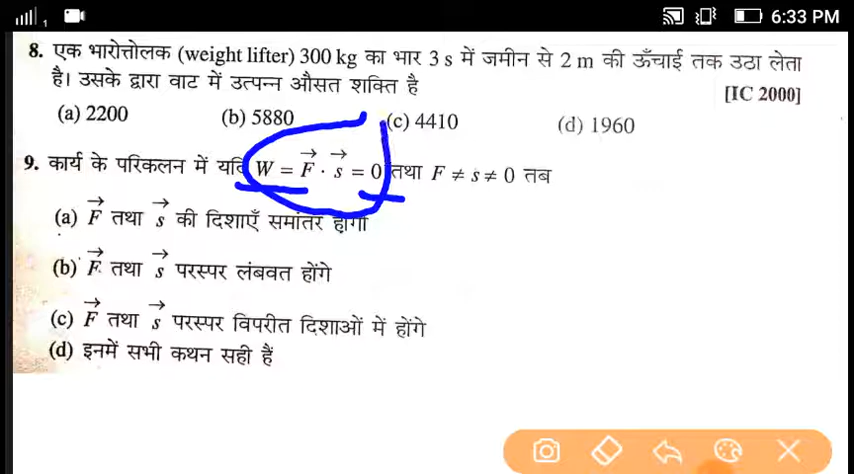 1
6:33 PM
8. एक भारोत्तोलक (weight lifter) 300 kg का भार 3 s में जमीन से 2 m की ऊँचाई तक उठा लेता
है। उसके द्वारा वाट में उत्पन्न औसत शक्ति है
[IC 2000]
(a) 2200 (b) 5880 (c) 4410 (d) 1960
9. कार्य के परिकलन में यदि W = F⃗ · s⃗ = 0 तथा F ≠ s ≠ 0 तब
(a) F⃗ तथा s⃗ की दिशाएँ समांतर होंगी
(b) F⃗ तथा s⃗ परस्पर लंबवत होंगे
(c) F⃗ तथा s⃗ परस्पर विपरीत दिशाओं में होंगे
(d) इनमें सभी कथन सही हैं